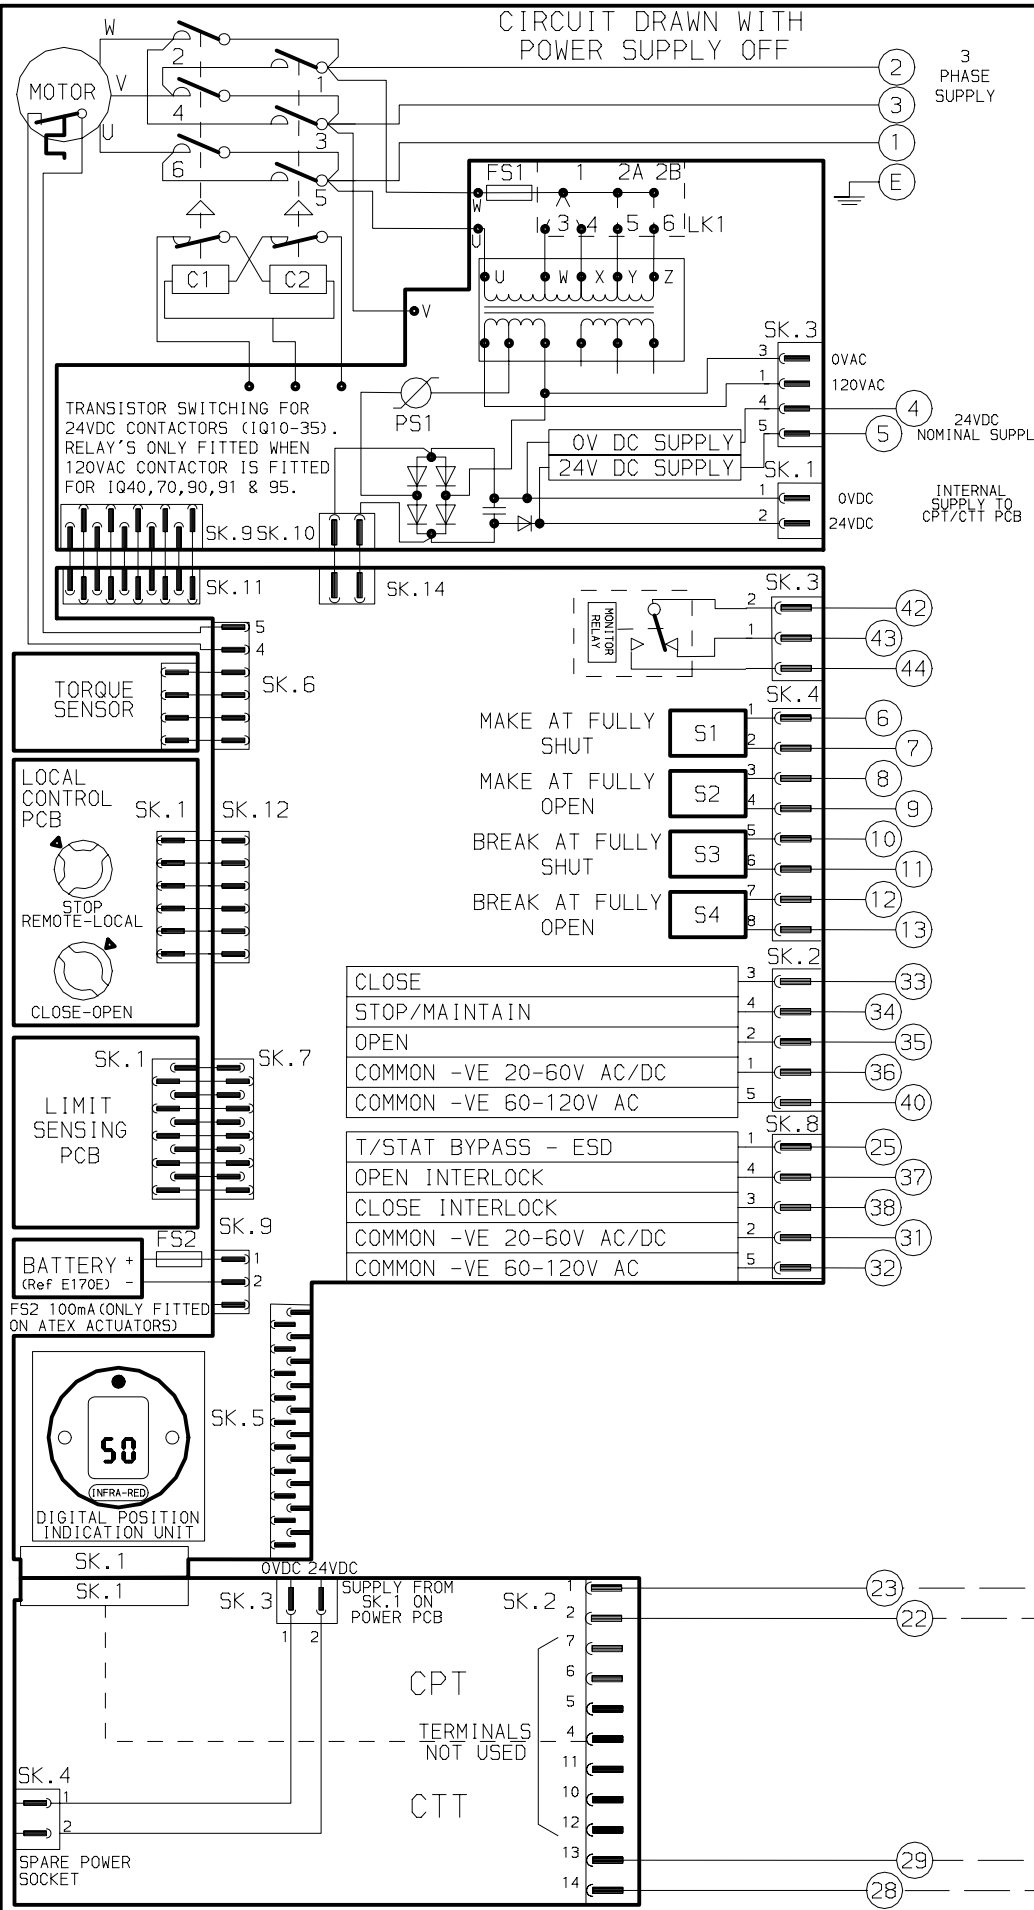 CIRCUIT DRAWN WITH
POWER SUPPLY OFF
W
V
U
MOTOR
2
4
6
1
3
5
2
3
1
E
3
PHASE
SUPPLY
FS1
1 2A 2B
3 4 5 6 LK1
W
U
V
U W X Y Z
C1 C2
PS1
TRANSISTOR SWITCHING FOR
24VDC CONTACTORS (IQ10-35).
RELAY'S ONLY FITTED WHEN
120VAC CONTACTOR IS FITTED
FOR IQ40,70,90,91 & 95.
SK.3
3 0VAC
1 120VAC
4 4
5 5
24VDC
NOMINAL SUPPL
0V DC SUPPLY
24V DC SUPPLY
SK.1
1 0VDC
2 24VDC
INTERNAL
SUPPLY TO
CPT/CTT PCB
SK.9 SK.10
SK.11 SK.14
MONITOR
RELAY
SK.3
2 42
1 43
44
5
4
SK.6
TORQUE
SENSOR
SK.4
MAKE AT FULLY
SHUT
S1
1 6
2 7
MAKE AT FULLY
OPEN
S2
3 8
4 9
BREAK AT FULLY
SHUT
S3
5 10
6 11
BREAK AT FULLY
OPEN
S4
7 12
8 13
LOCAL
CONTROL
PCB
SK.1 SK.12
STOP
REMOTE-LOCAL
CLOSE-OPEN
SK.2
CLOSE 3 33
STOP/MAINTAIN 4 34
OPEN 2 35
COMMON -VE 20-60V AC/DC 1 36
COMMON -VE 60-120V AC 5 40
SK.8
T/STAT BYPASS - ESD 1 25
OPEN INTERLOCK 4 37
CLOSE INTERLOCK 3 38
COMMON -VE 20-60V AC/DC 2 31
COMMON -VE 60-120V AC 5 32
SK.1 SK.7
LIMIT
SENSING
PCB
SK.9
FS2
BATTERY + 1
(Ref E170E) - 2
FS2 100mA(ONLY FITTED
ON ATEX ACTUATORS)
SK.5
50
INFRA-RED
DIGITAL POSITION
INDICATION UNIT
SK.1
SK.1
0VDC 24VDC
SK.3
SUPPLY FROM
SK.1 ON
POWER PCB
1 2
SK.2
1 23
2 22
7
6
5
4
11
10
12
13 29
14 28
CPT
TERMINALS
NOT USED
CTT
SK.4
1
2
SPARE POWER
SOCKET